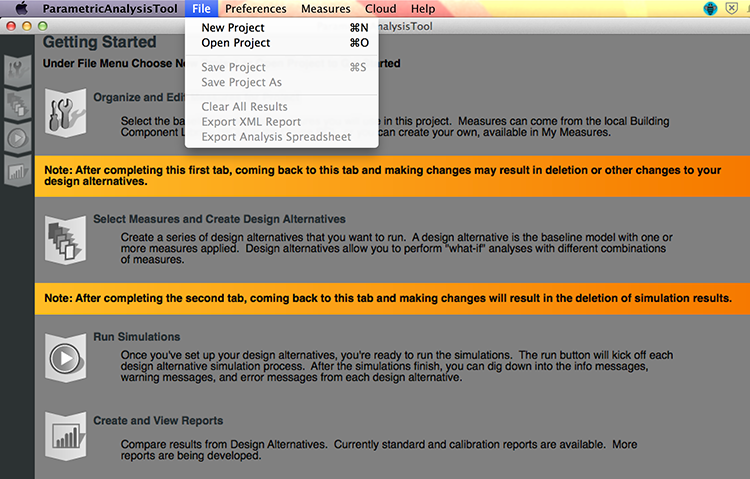 ParametricAnalysisTool File Preferences Measures Cloud Help
nalysisTool
New Project ⌘N
Open Project ⌘O
Save Project ⌘S
Save Project As
Clear All Results
Export XML Report
Export Analysis Spreadsheet
Getting Started
Under File Menu Choose Ne rted
Organize and Edi
Select the ba e in this project. Measures can come from the local Building
Component L can create your own, available in My Measures.
Note: After completing this first tab, coming back to this tab and making changes may result in deletion or other changes to your
design alternatives.
Select Measures and Create Design Alternatives
Create a series of design alternatives that you want to run. A design alternative is the baseline model with one or
more measures applied. Design alternatives allow you to perform "what-if" analyses with different combinations
of measures.
Note: After completing the second tab, coming back to this tab and making changes will result in the deletion of simulation results.
Run Simulations
Once you've set up your design alternatives, you're ready to run the simulations. The run button will kick off each
design alternative simulation process. After the simulations finish, you can dig down into the info messages,
warning messages, and error messages from each design alternative.
Create and View Reports
Compare results from Design Alternatives. Currently standard and calibration reports are available. More
reports are being developed.